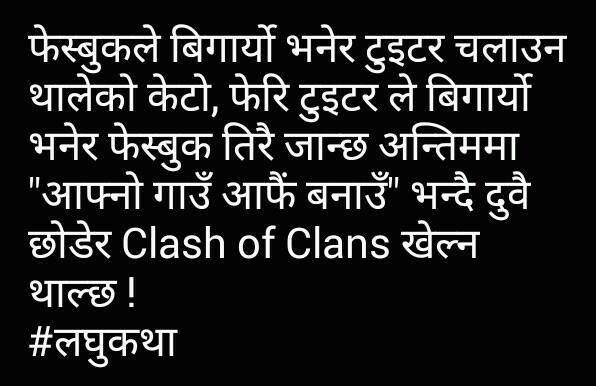 फेस्बुकले बिगार्यो भनेर टुइटर चलाउन
थालेको केटो, फेरि टुइटर ले बिगार्यो
भनेर फेस्बुक तिरै जान्छ अन्तिममा
"आफ्नो गाउँ आफैं बनाउँ" भन्दै दुवै
छोडेर Clash of Clans खेल्न
थाल्छ !
#लघुकथा